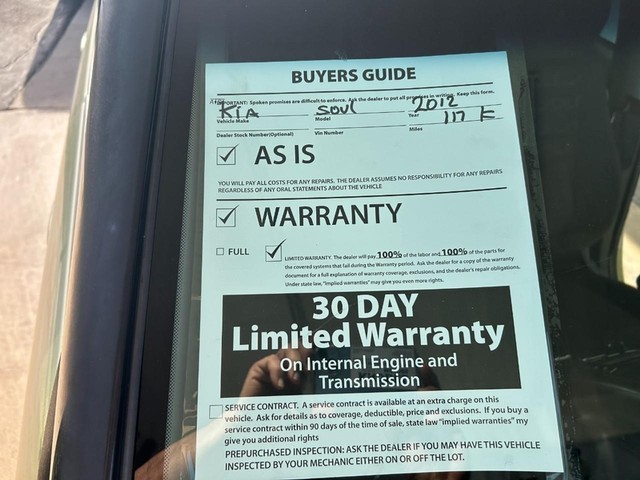 BUYERS GUIDE
IMPORTANT: Spoken promises are difficult to enforce. Ask the dealer to put all promises in writing. Keep this form.
KIA SOUL 2012
Vehicle Make Model Year
117 K
Dealer Stock Number(Optional) Vin Number Miles
AS IS
YOU WILL PAY ALL COSTS FOR ANY REPAIRS. THE DEALER ASSUMES NO RESPONSIBILITY FOR ANY REPAIRS
REGARDLESS OF ANY ORAL STATEMENTS ABOUT THE VEHICLE
WARRANTY
FULL
LIMITED WARRANTY. The dealer will pay 100% of the labor and 100% of the parts for
the covered systems that fail during the Warranty period. Ask the dealer for a copy of the warranty
document for a full explanation of warranty coverage, exclusions, and the dealer's repair obligations.
Under state law, "implied warranties" may give you even more rights.
30 DAY
Limited Warranty
On Internal Engine and
Transmission
SERVICE CONTRACT. A service contract is available at an extra charge on this
vehicle. Ask for details as to coverage, deductible, price and exclusions. If you buy a
service contract within 90 days of the time of sale, state law "implied warranties" my
give you additional rights
PREPURCHASED INSPECTION: ASK THE DEALER IF YOU MAY HAVE THIS VEHICLE
INSPECTED BY YOUR MECHANIC EITHER ON OR OFF THE LOT.